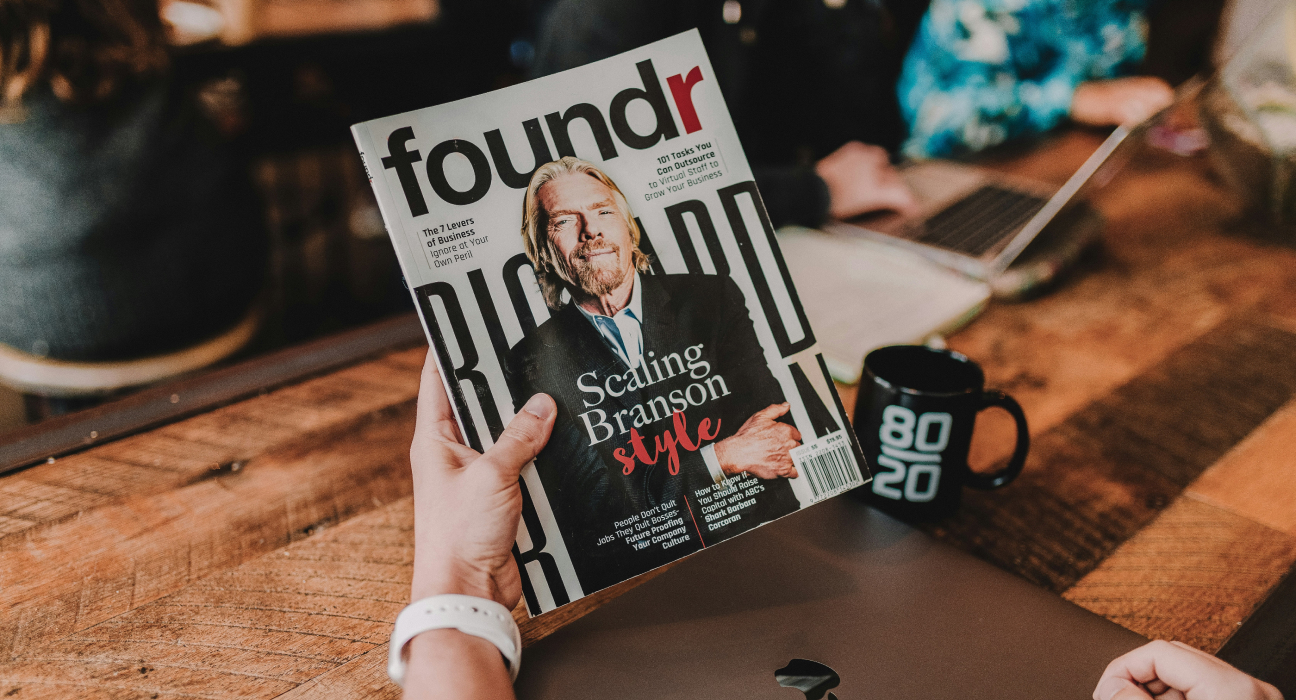 foundr
101 Tasks You
Can Outsource
to Virtual Staff to
Grow Your Business
The 7 Levers
of Business
Ignore at Your
Own Peril
Scaling
Branson
style
People Don't Quit
Jobs They Quit Bosses-
Future Proofing
Your Company
Culture
How to Know If
You Should Raise
Capital with ABC's
Shark Barbara
Corcoran
80
20